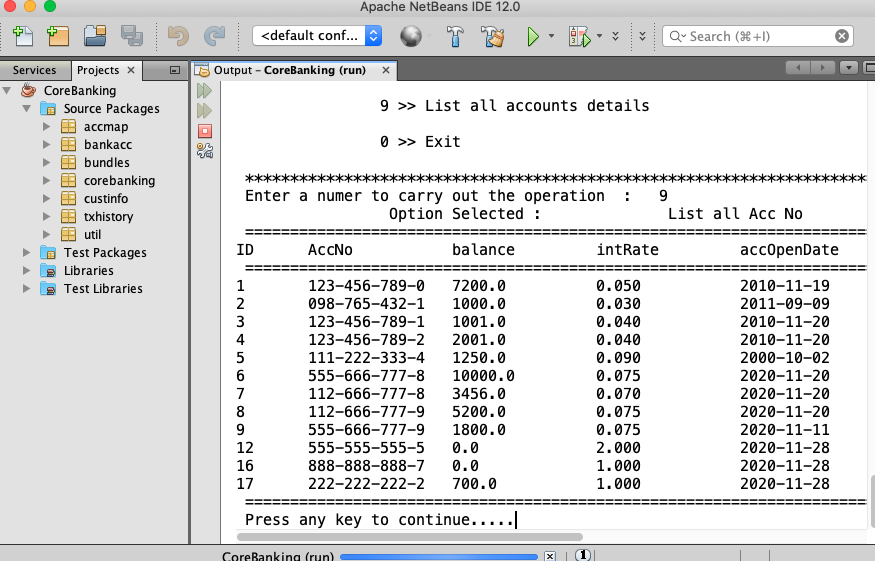 Apache NetBeans IDE 12.0
<default conf...
Search (⌘+I)
Services
Projects
Output – CoreBanking (run)
CoreBanking
Source Packages
accmap
bankacc
bundles
corebanking
custinfo
txhistory
util
Test Packages
Libraries
Test Libraries
9 >> List all accounts details
0 >> Exit
*********************************************************************
Enter a numer to carry out the operation  :   9
Option Selected :              List all Acc No
=====================================================================
ID      AccNo           balance         intRate         accOpenDate
=====================================================================
1       123-456-789-0   7200.0          0.050           2010-11-19
2       098-765-432-1   1000.0          0.030           2011-09-09
3       123-456-789-1   1001.0          0.040           2010-11-20
4       123-456-789-2   2001.0          0.040           2010-11-20
5       111-222-333-4   1250.0          0.090           2000-10-02
6       555-666-777-8   10000.0         0.075           2020-11-20
7       112-666-777-8   3456.0          0.070           2020-11-20
8       112-666-777-9   5200.0          0.075           2020-11-20
9       555-666-777-9   1800.0          0.075           2020-11-11
12      555-555-555-5   0.0             2.000           2020-11-28
16      888-888-888-7   0.0             1.000           2020-11-28
17      222-222-222-2   700.0           1.000           2020-11-28
=====================================================================
Press any key to continue.....
CoreBanking (run)
1